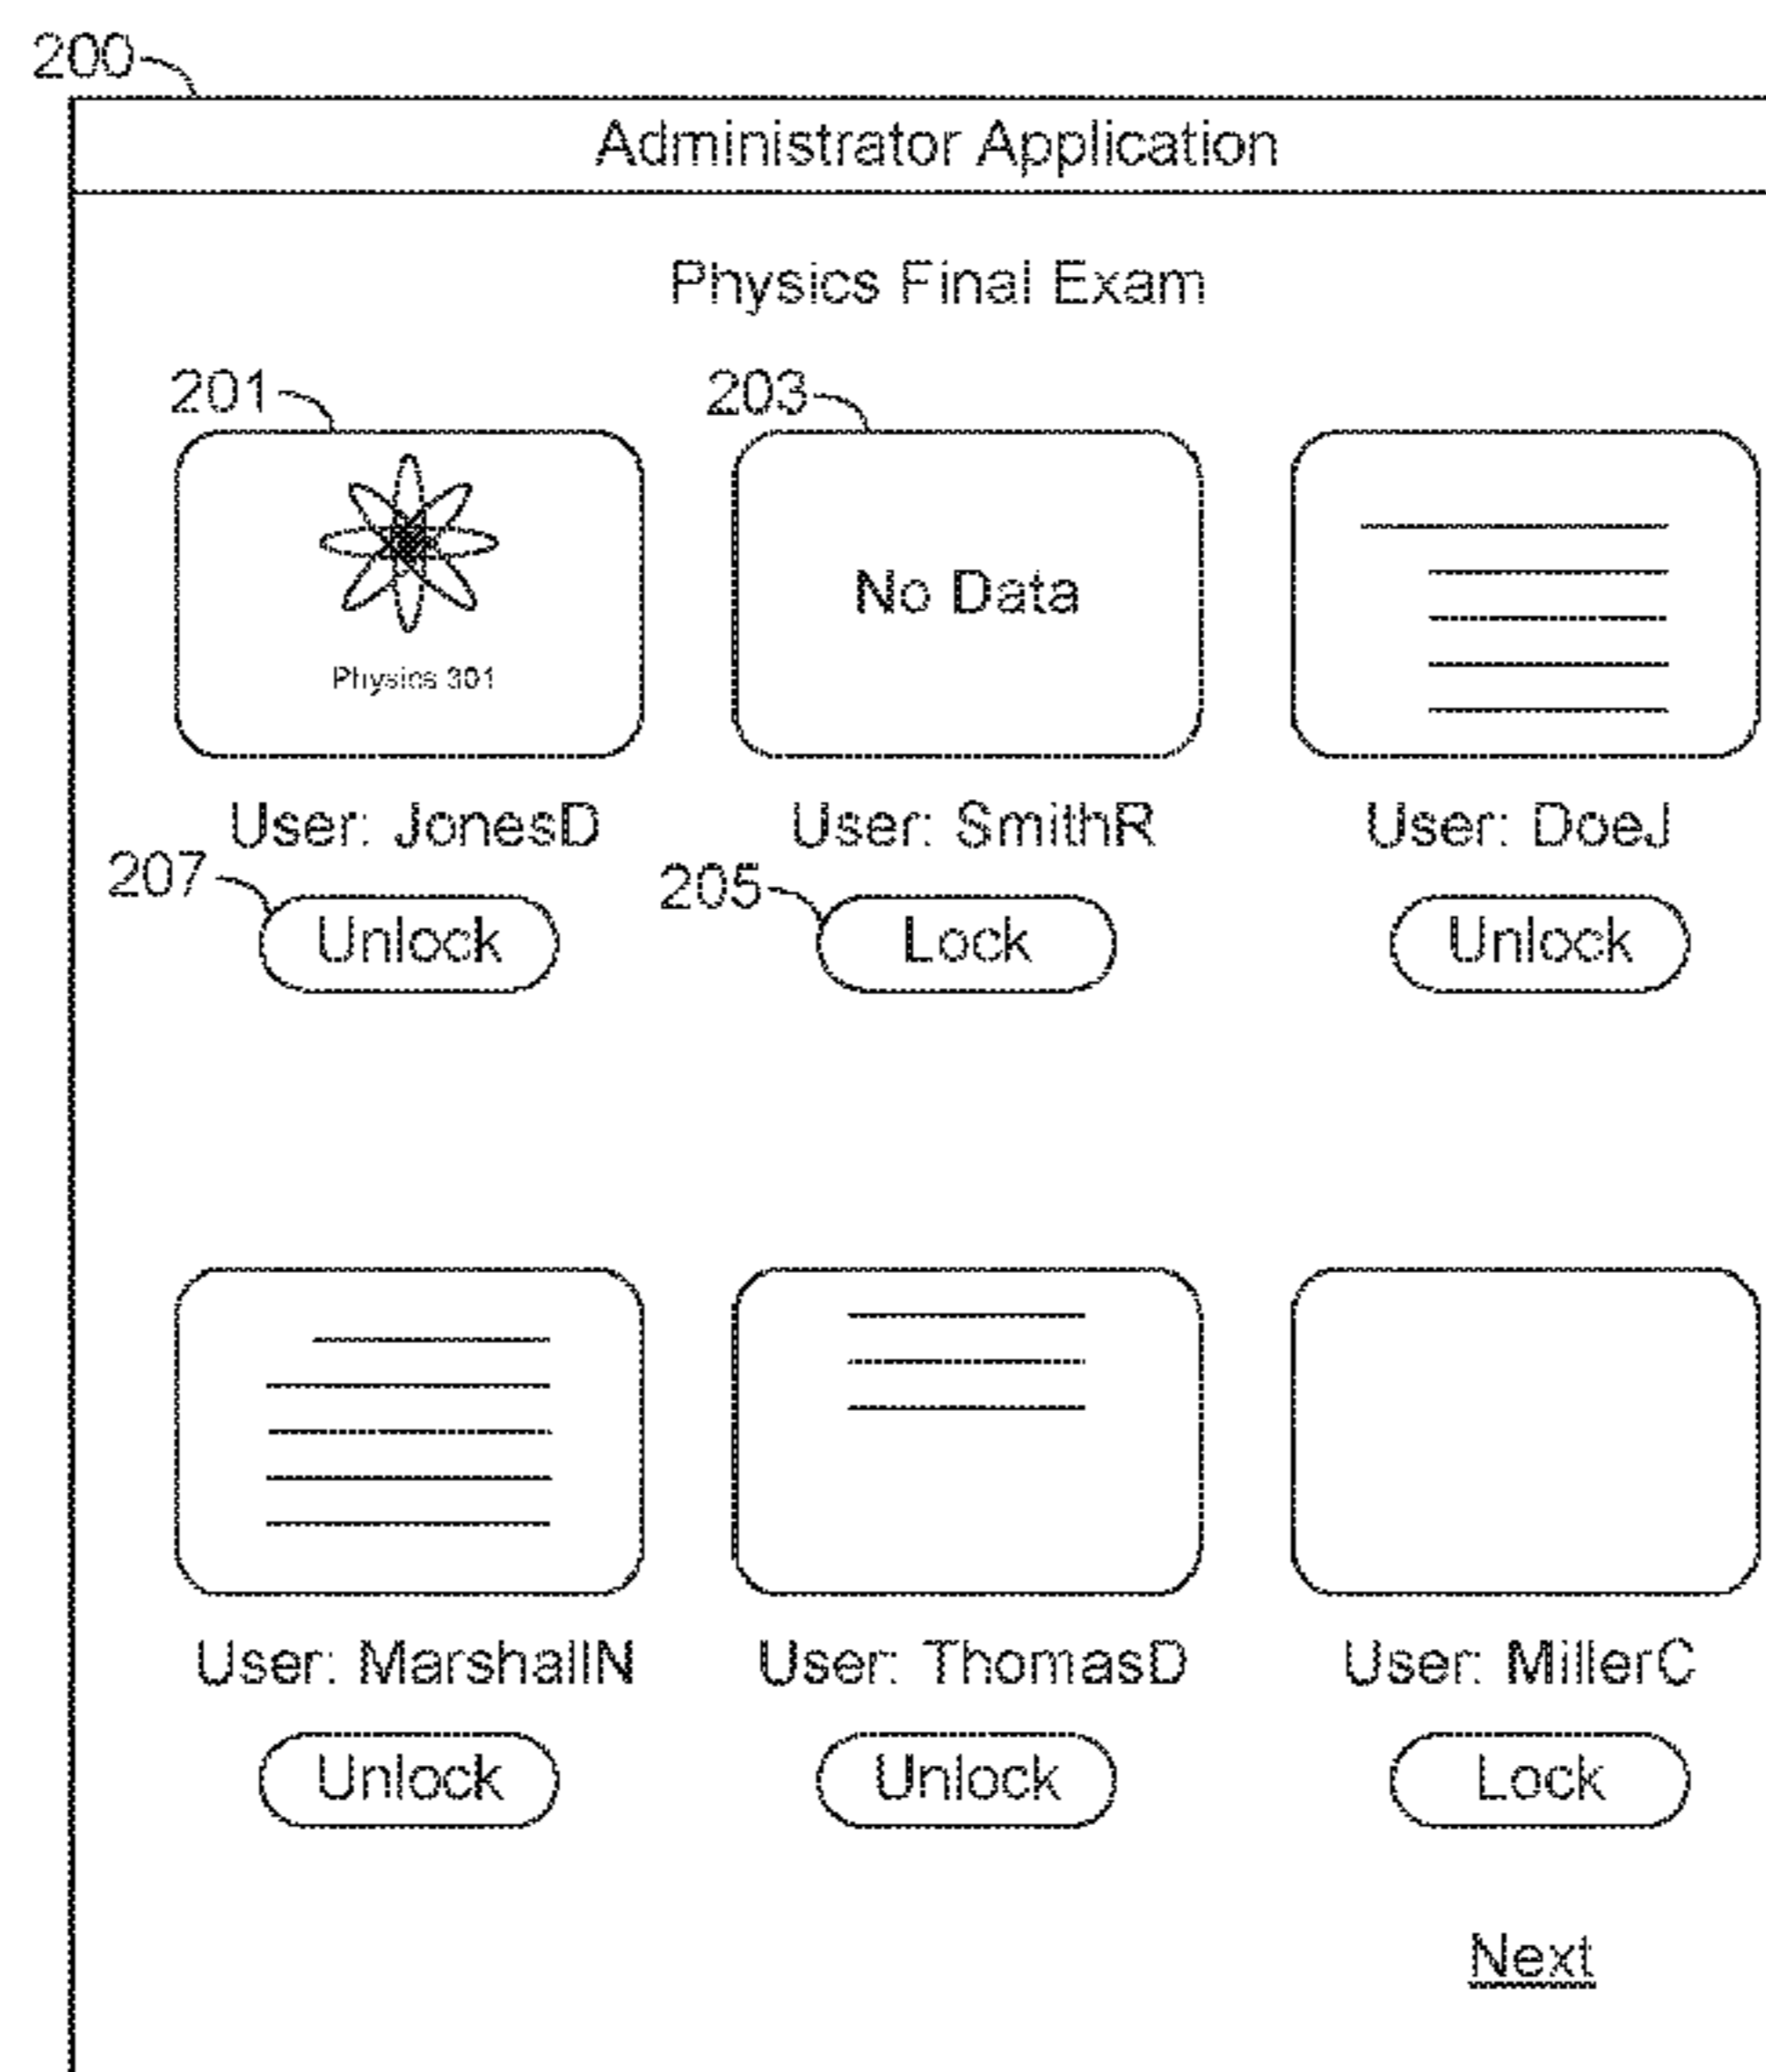 200
Administrator Application
Physics Final Exam
201 203
Physics 301
No Data
User: JonesD User: SmithR User: DoeJ
207 205
Unlock Lock Unlock
User: MarshallN User: ThomasD User: MillerC
Unlock Unlock Lock
Next